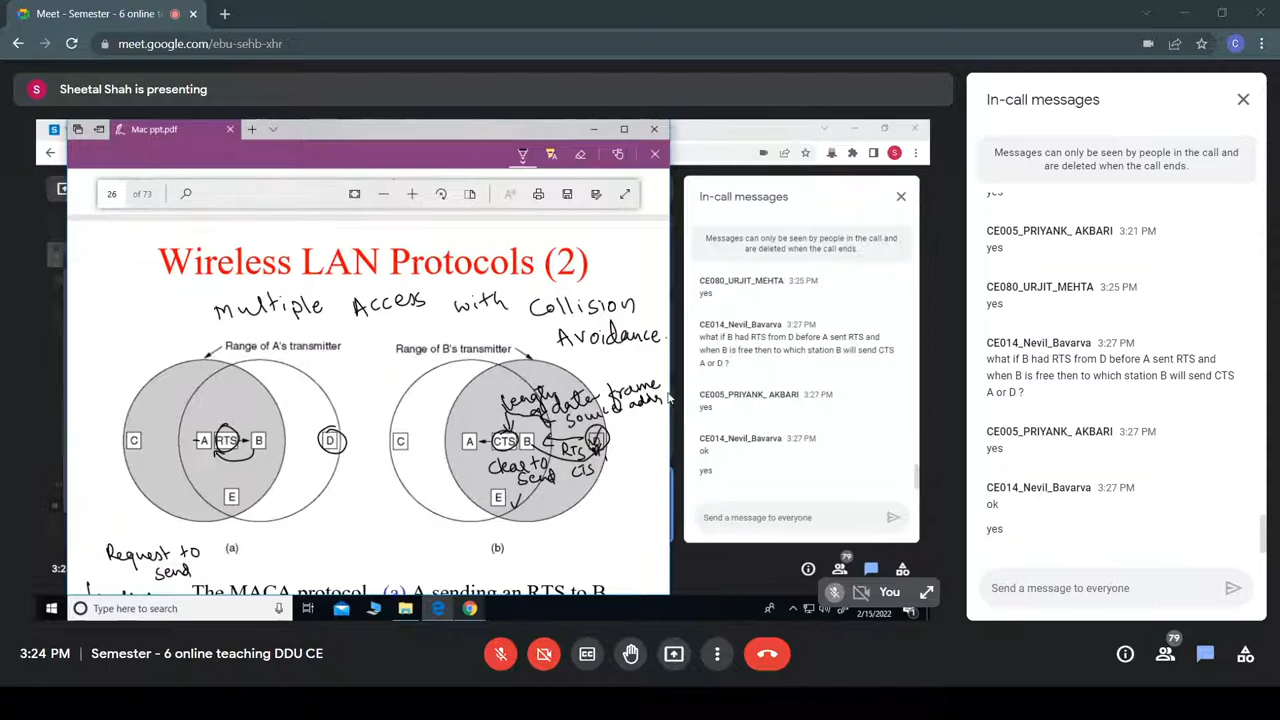 Meet - Semester - 6 online te
meet.google.com/ebu-sehb-xhr
C
S
Sheetal Shah is presenting
S
Mac ppt.pdf
S
26 of 73
Wireless LAN Protocols (2)
Multiple Access with Collision
Avoidance.
Range of A's transmitter
Range of B's transmitter
length
of data frame
+ source adds
C
A
RTS
B
D
C
A
CTS
B
RTS
CTS
Clear to
send
E
E
(a)
(b)
Request to
send
The MACA protocol. (a) A sending an RTS to B
In-call messages
Messages can only be seen by people in the call and
are deleted when the call ends.
CE080_URJIT_MEHTA 3:25 PM
yes
CE014_Nevil_Bavarva 3:27 PM
what if B had RTS from D before A sent RTS and
when B is free then to which station B will send CTS
A or D ?
CE005_PRIYANK_ AKBARI 3:27 PM
yes
CE014_Nevil_Bavarva 3:27 PM
ok
yes
Send a message to everyone
79
You
Type here to search
2/15/2022
In-call messages
Messages can only be seen by people in the call and
are deleted when the call ends.
yes
CE005_PRIYANK_ AKBARI 3:21 PM
yes
CE080_URJIT_MEHTA 3:25 PM
yes
CE014_Nevil_Bavarva 3:27 PM
what if B had RTS from D before A sent RTS and
when B is free then to which station B will send CTS
A or D ?
CE005_PRIYANK_ AKBARI 3:27 PM
yes
CE014_Nevil_Bavarva 3:27 PM
ok
yes
Send a message to everyone
3:24 PM | Semester - 6 online teaching DDU CE
79